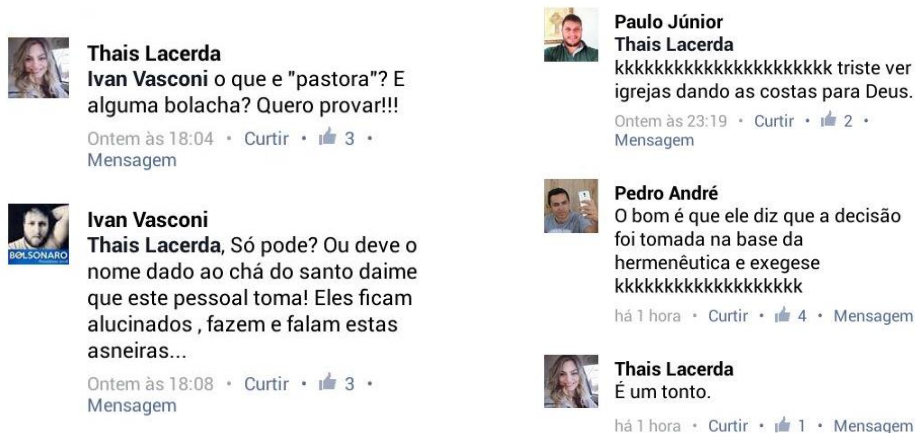 Thais Lacerda
Ivan Vasconi o que e "pastora"? E
alguma bolacha? Quero provar!!!
Ontem às 18:04 • Curtir • 3 •
Mensagem
BOLSONARO
Ivan Vasconi
Thais Lacerda, Só pode? Ou deve o
nome dado ao chá do santo daime
que este pessoal toma! Eles ficam
alucinados , fazem e falam estas
asneiras...
Ontem às 18:08 • Curtir • 3 •
Mensagem
Paulo Júnior
Thais Lacerda
kkkkkkkkkkkkkkkkkkkkkk triste ver
igrejas dando as costas para Deus.
Ontem às 23:19 • Curtir • 2 •
Mensagem
Pedro André
O bom é que ele diz que a decisão
foi tomada na base da
hermenêutica e exegese
kkkkkkkkkkkkkkkkkkk
há 1 hora • Curtir • 4 • Mensagem
Thais Lacerda
É um tonto.
há 1 hora • Curtir • 1 • Mensagem